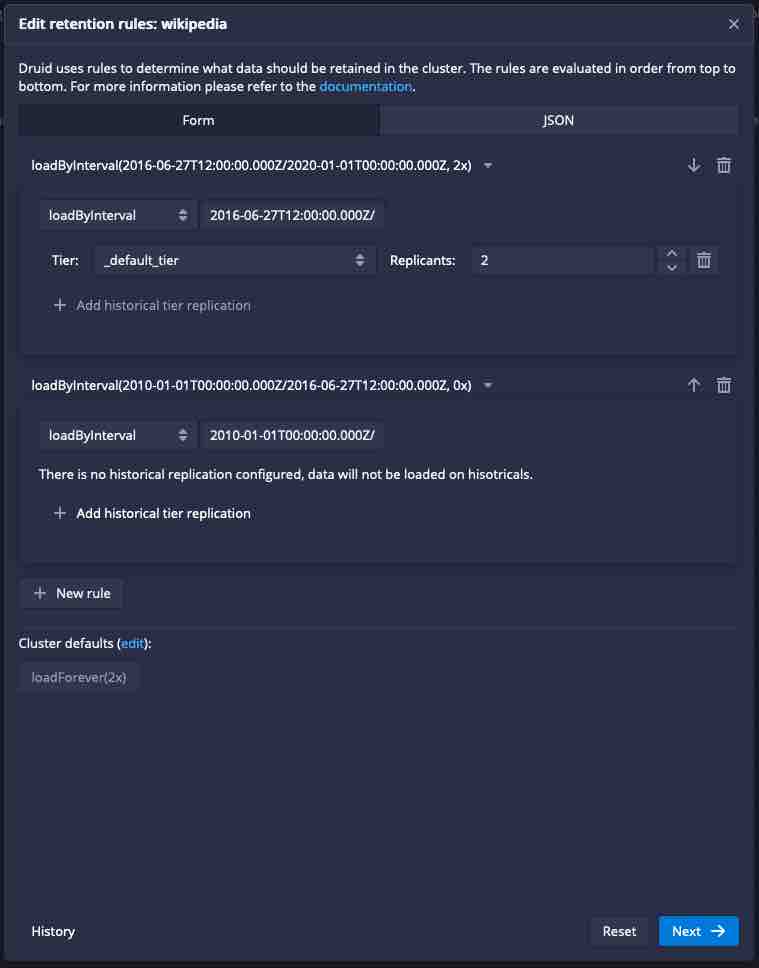 Edit retention rules: wikipedia
Druid uses rules to determine what data should be retained in the cluster. The rules are evaluated in order from top to
bottom. For more information please refer to the documentation.
Form
JSON
loadByInterval(2016-06-27T12:00:00.000Z/2020-01-01T00:00:00.000Z, 2x)
loadByInterval
2016-06-27T12:00:00.000Z/
Tier:
_default_tier
Replicants:
2
Add historical tier replication
loadByInterval(2010-01-01T00:00:00.000Z/2016-06-27T12:00:00.000Z, 0x)
loadByInterval
2010-01-01T00:00:00.000Z/
There is no historical replication configured, data will not be loaded on hisotricals.
Add historical tier replication
New rule
Cluster defaults (edit):
loadForever(2x)
History
Reset
Next